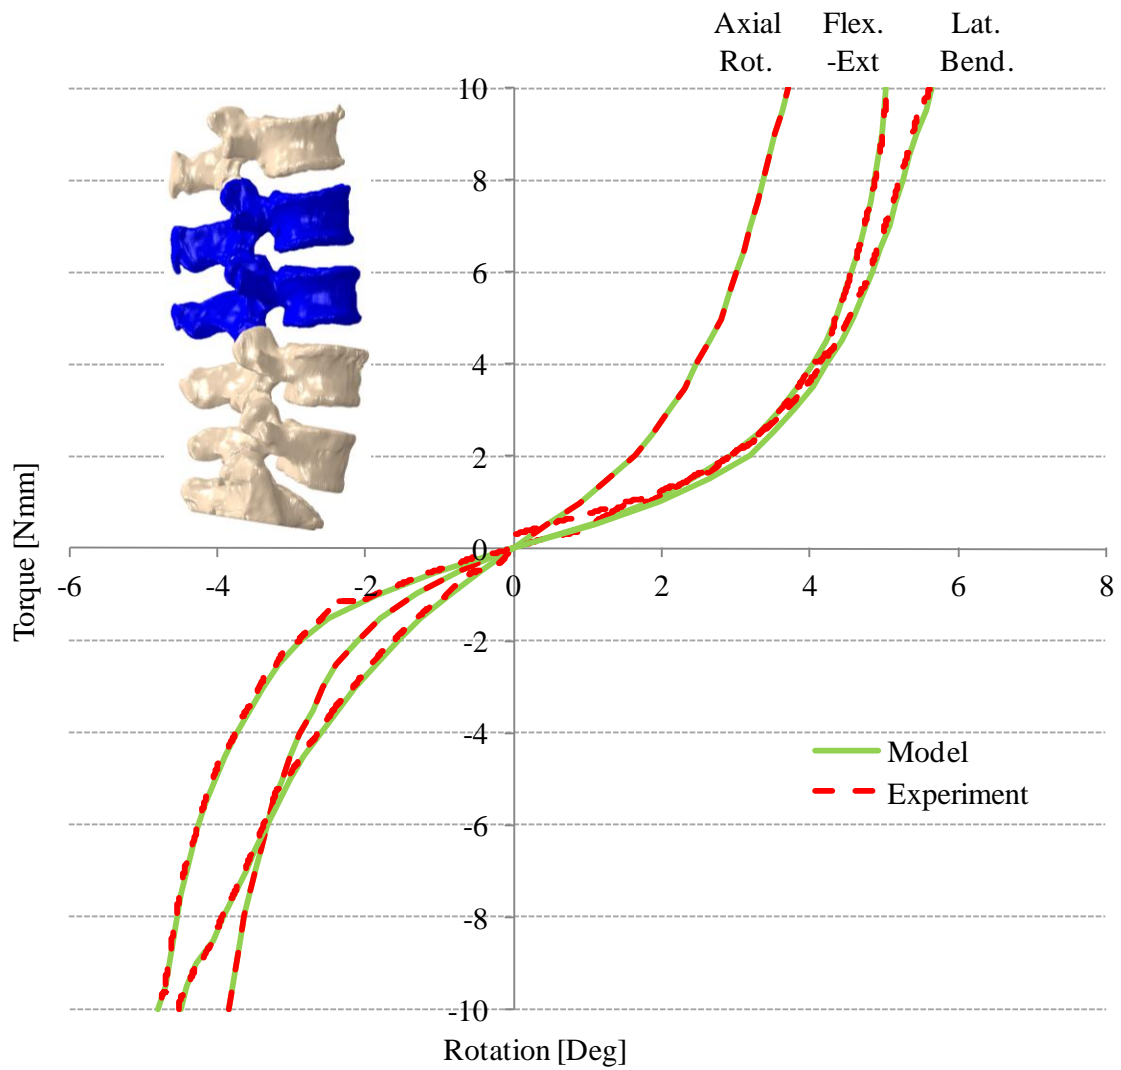 Axial Flex. Lat.
Rot. -Ext Bend.
10
8
6
4
2
0
-6 -4 -2 0 2 4 6 8
-2
-4
-6
-8
-10
Torque [Nmm]
Model
Experiment
Rotation [Deg]